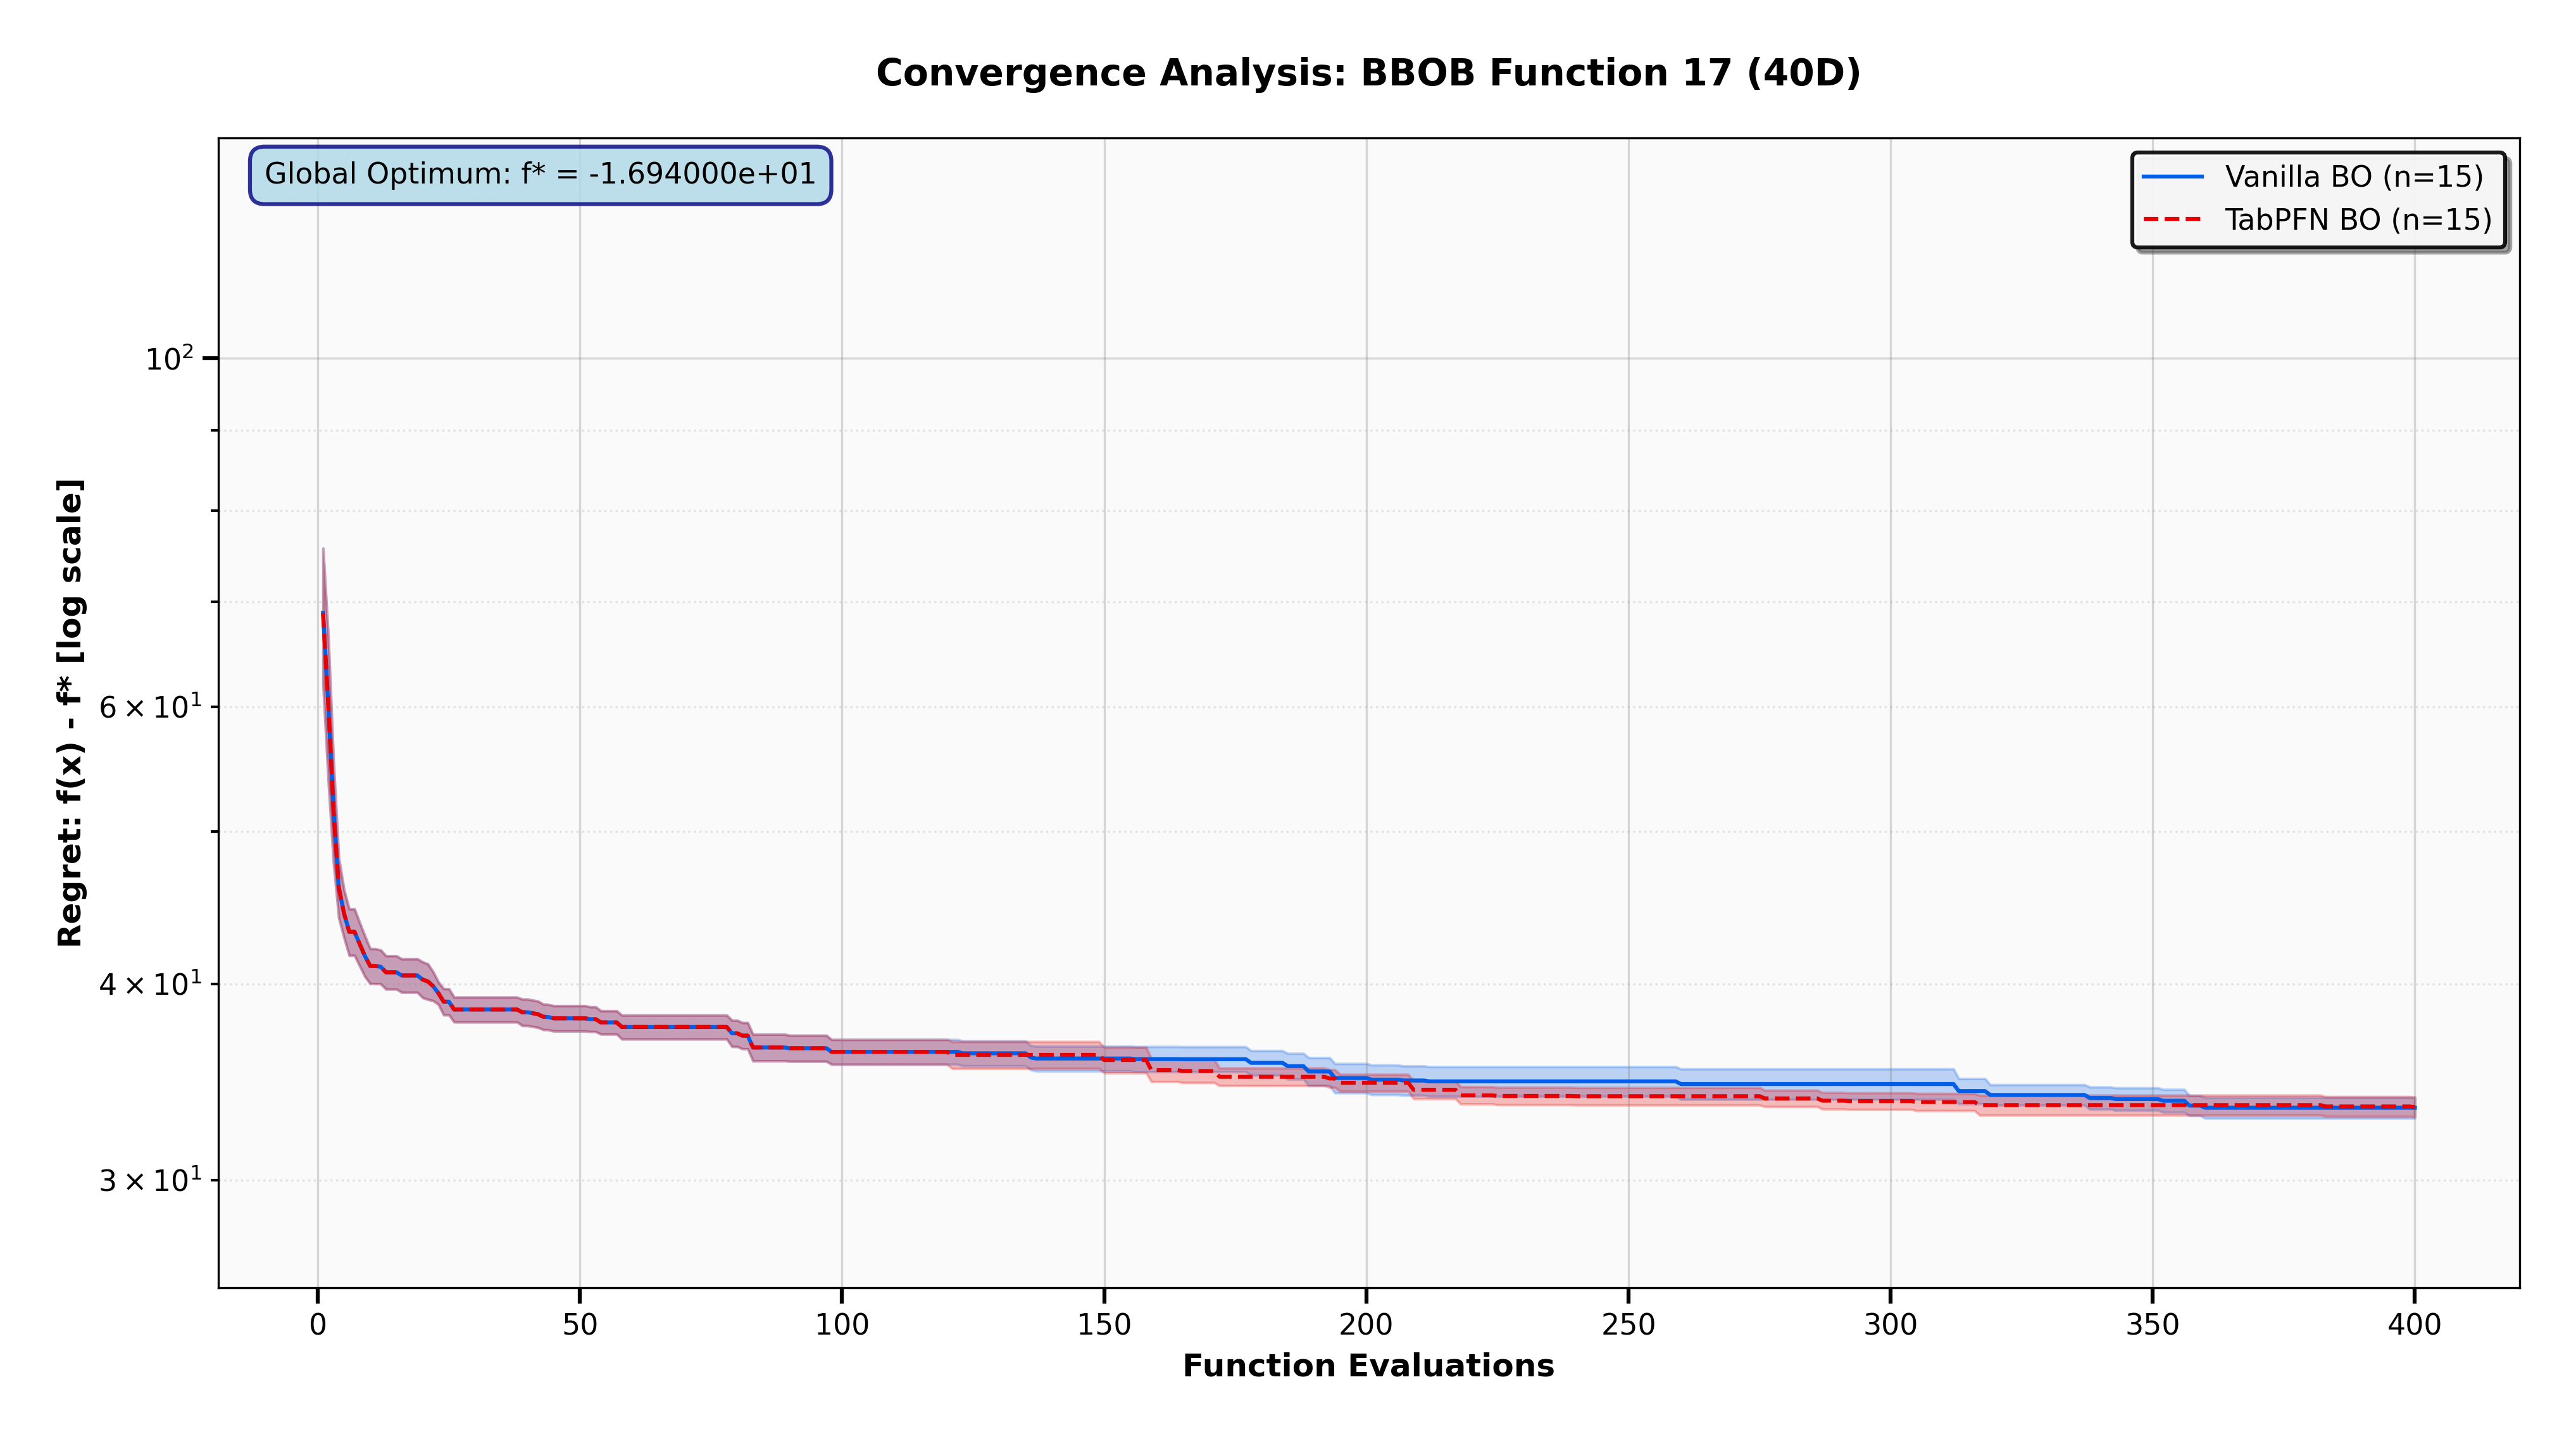 Convergence Analysis: BBOB Function 17 (40D)
Global Optimum: f* = -1.694000e+01
Vanilla BO (n=15)
TabPFN BO (n=15)
Regret: f(x) - f* [log scale]
10²
6 × 10¹
4 × 10¹
3 × 10¹
0 50 100 150 200 250 300 350 400
Function Evaluations